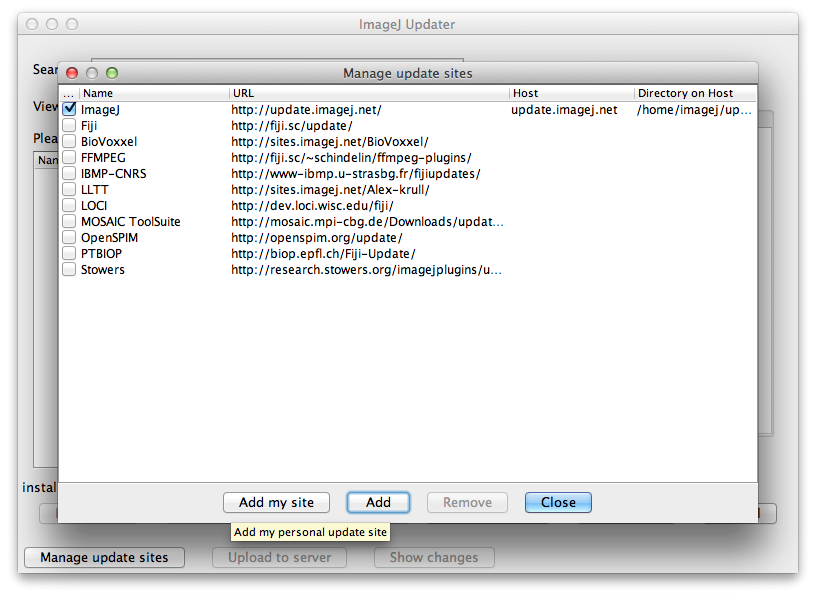 ImageJ Updater
Sear
Manage update sites
... Name URL Host Directory on Host
View
ImageJ http://update.imagej.net/ update.imagej.net /home/imagej/up...
Fiji http://fiji.sc/update/
Plea
BioVoxxel http://sites.imagej.net/BioVoxxel/
Nan
FFMPEG http://fiji.sc/~schindelin/ffmpeg-plugins/
IBMP-CNRS http://www-ibmp.u-strasbg.fr/fijiupdates/
LLTT http://sites.imagej.net/Alex-krull/
LOCI http://dev.loci.wisc.edu/fiji/
MOSAIC ToolSuite http://mosaic.mpi-cbg.de/Downloads/updat...
OpenSPIM http://openspim.org/update/
PTBIOP http://biop.epfl.ch/Fiji-Update/
Stowers http://research.stowers.org/imagejplugins/u...
instal
Add my site Add Remove Close
Add my personal update site
Manage update sites Upload to server Show changes